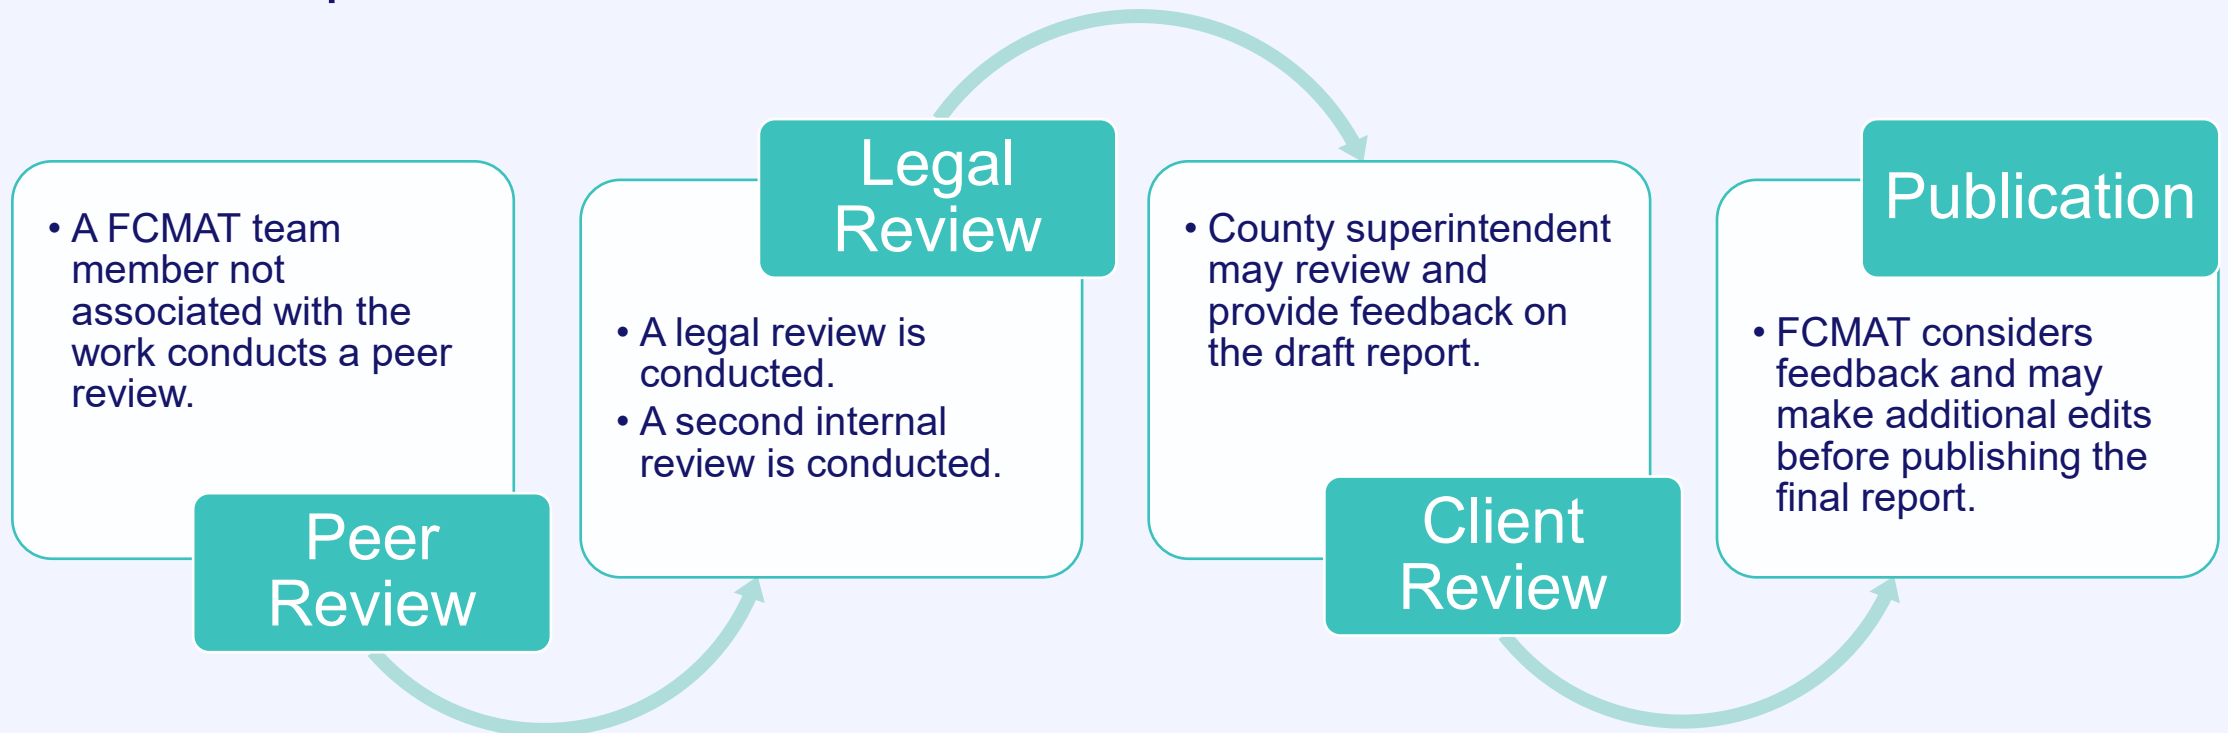 • A FCMAT team
member not
associated with the
work conducts a peer
review.
Peer
Review
Legal
Review
• A legal review is
conducted.
• A second internal
review is conducted.
• County superintendent
may review and
provide feedback on
the draft report.
Client
Review
Publication
• FCMAT considers
feedback and may
make additional edits
before publishing the
final report.